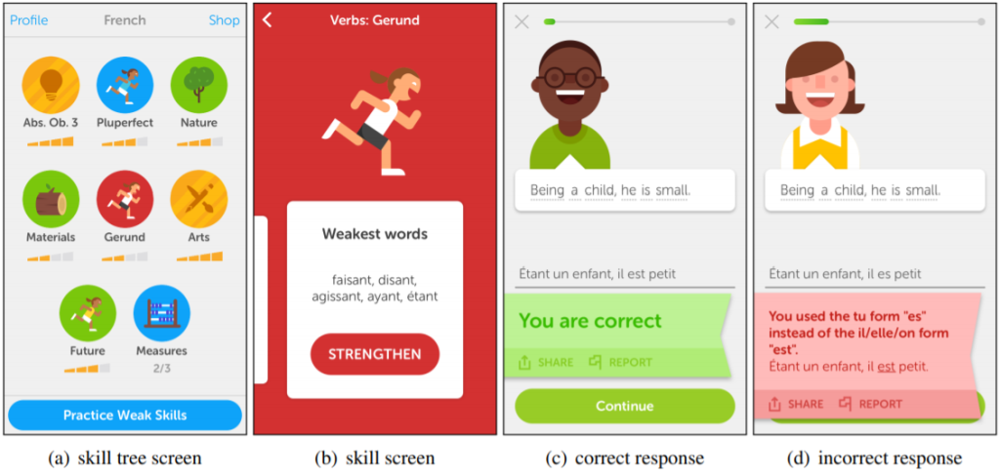 Profile French Shop
Abs. Ob. 3 Pluperfect Nature
Materials Gerund Arts
Future Measures
2/3
Practice Weak Skills
(a) skill tree screen
Verbs: Gerund
Weakest words
faisant, disant,
agissant, ayant, étant
STRENGTHEN
(b) skill screen
Being a child, he is small.
Étant un enfant, il est petit
You are correct
SHARE REPORT
Continue
(c) correct response
Being a child, he is small.
Étant un enfant, il es petit
You used the tu form "es"
instead of the il/elle/on form
"est".
Étant un enfant, il est petit.
SHARE REPORT
(d) incorrect response